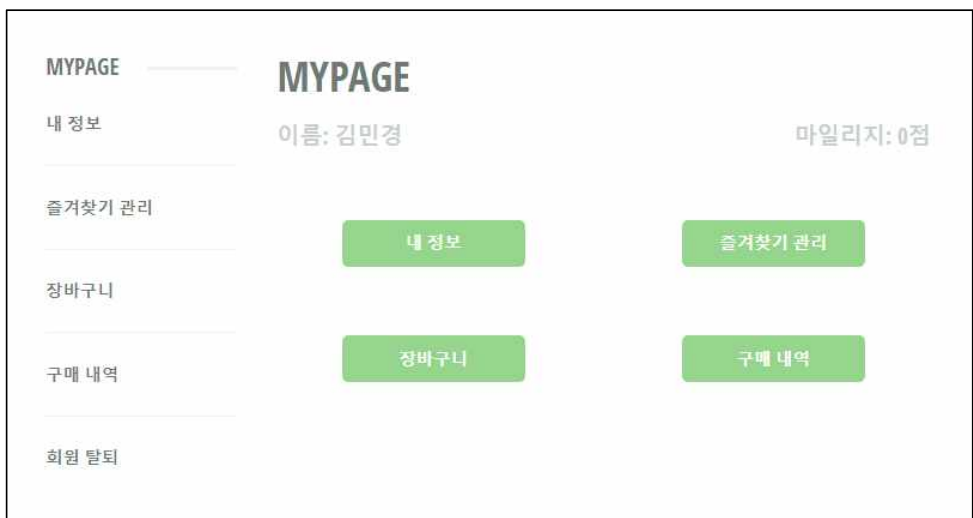 MYPAGE
내 정보
즐겨찾기 관리
장바구니
구매 내역
회원 탈퇴
MYPAGE
이름: 김민경
마일리지: 0점
내 정보
즐겨찾기 관리
장바구니
구매 내역